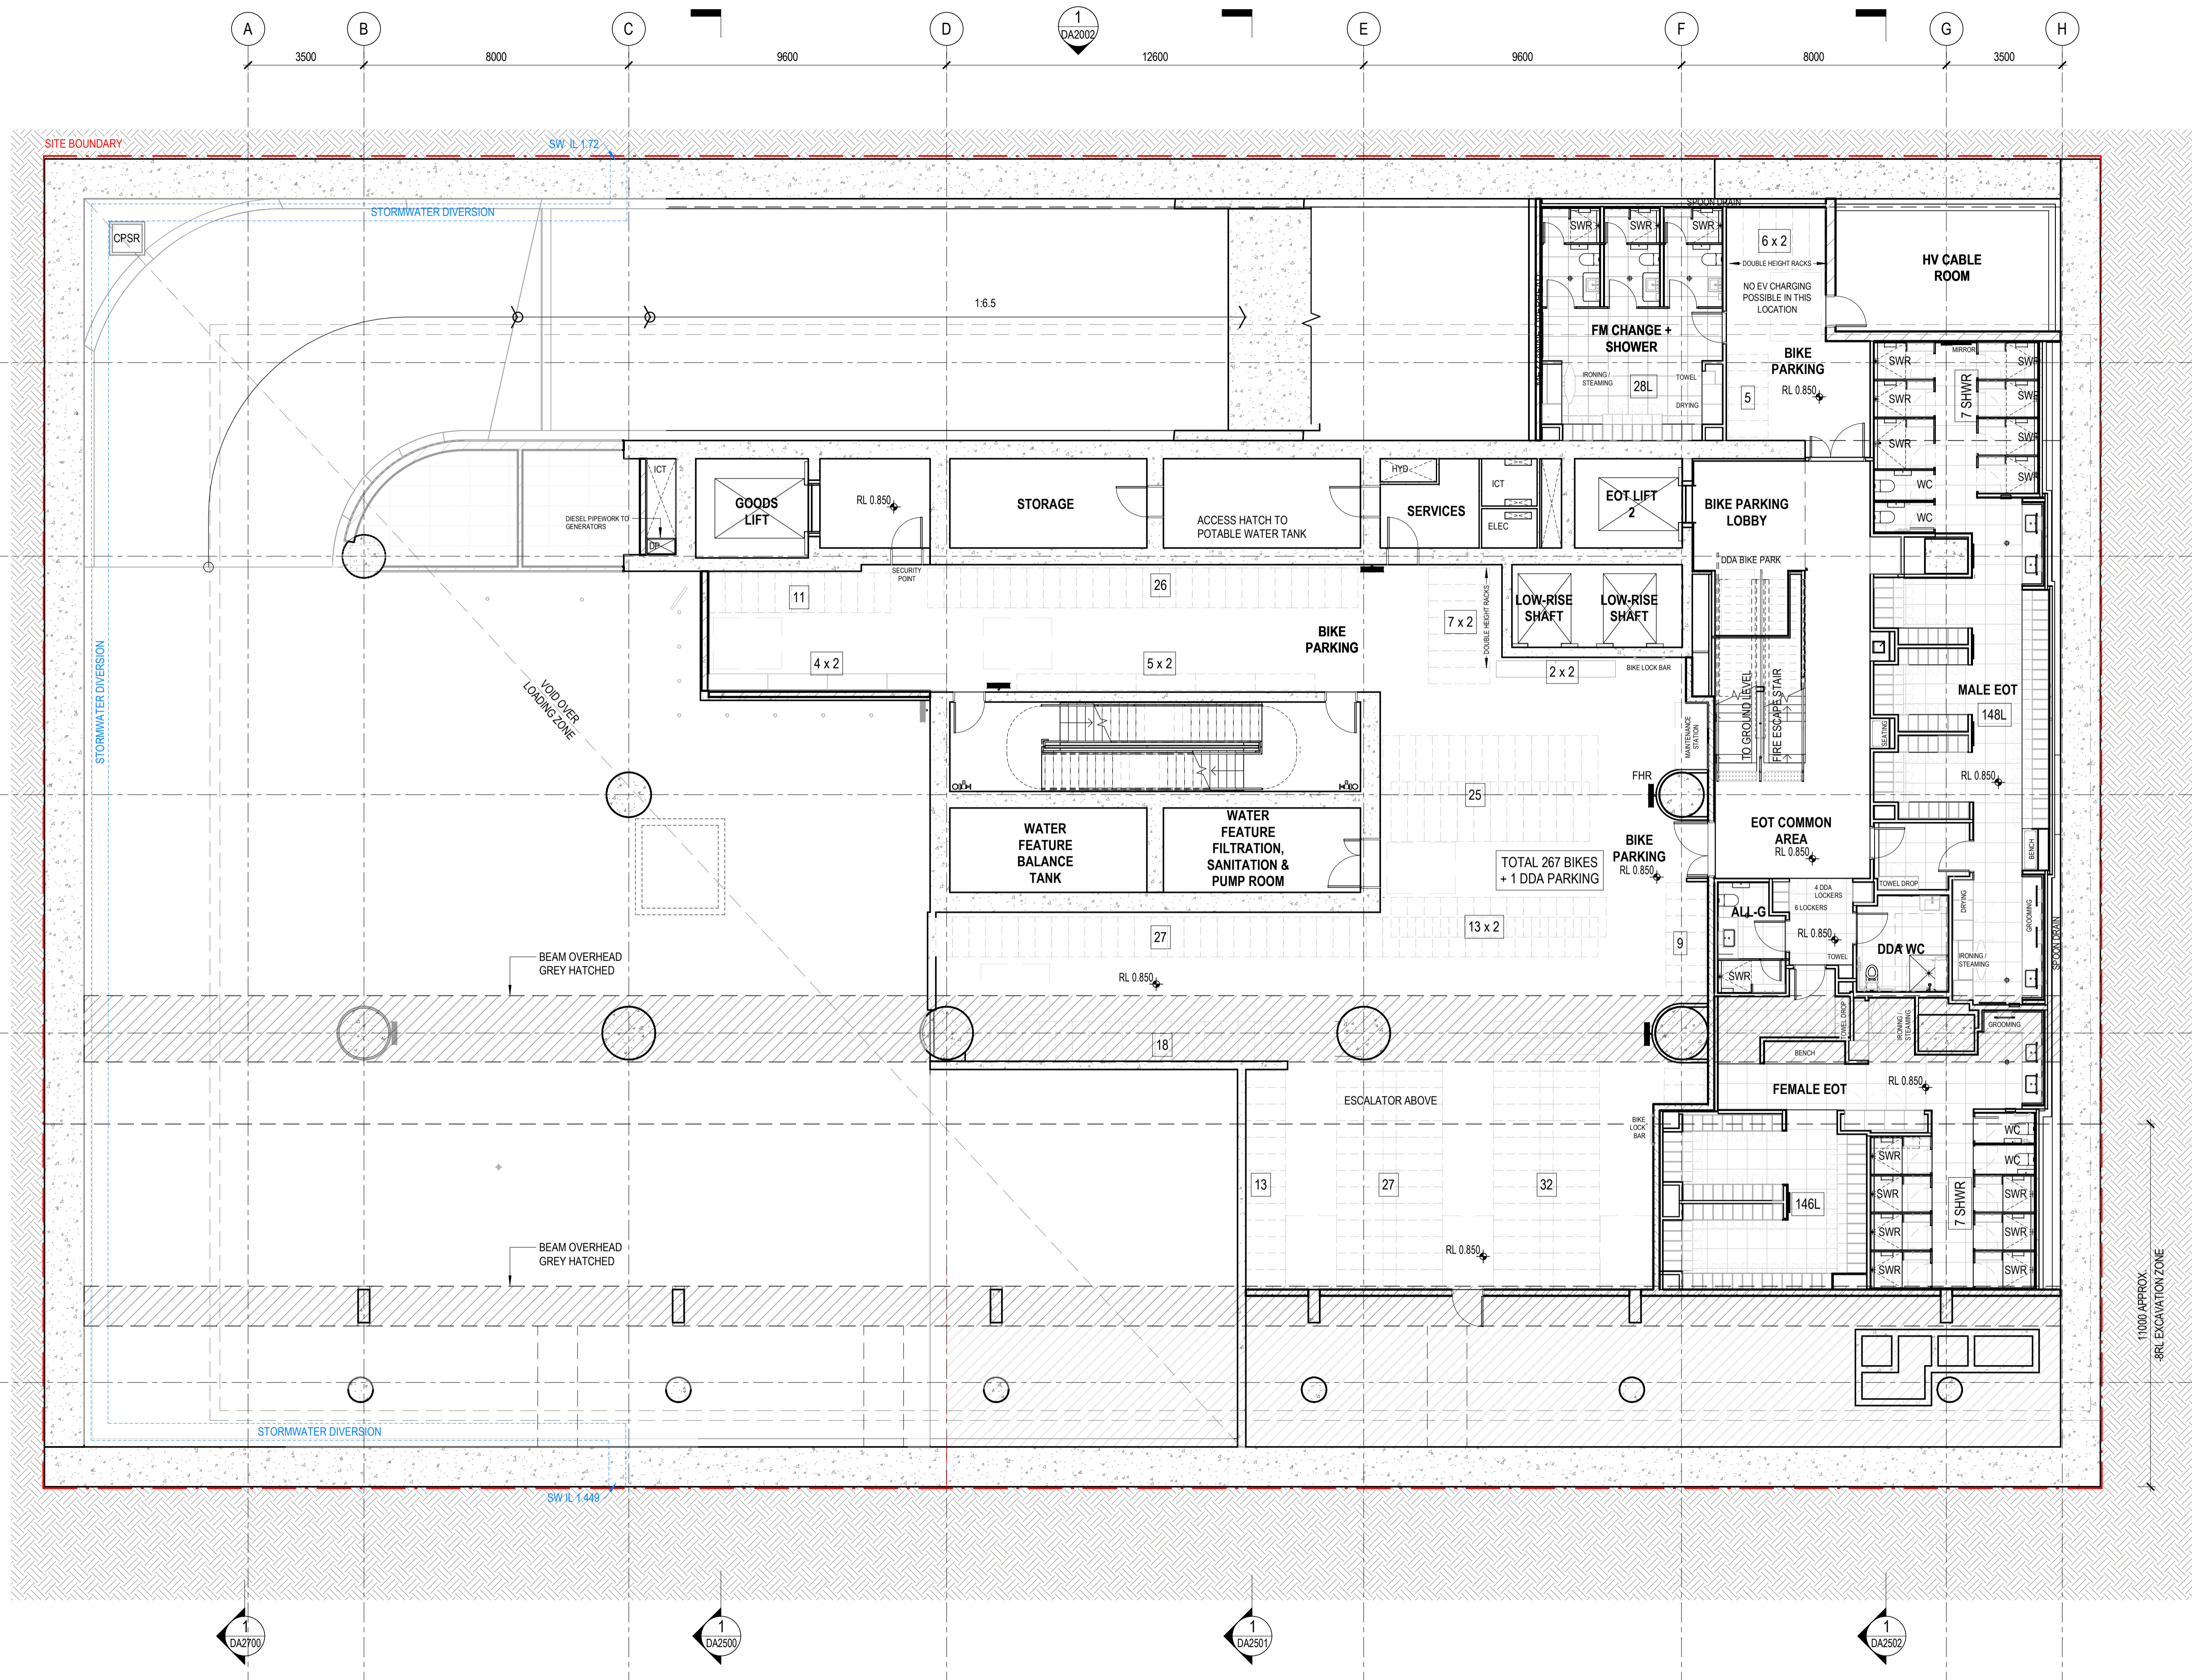 A
B
C
D
1
DA2002
E
F
G
H
3500
8000
9600
12600
9600
8000
3500
SITE BOUNDARY
SW IL 1.72
STORMWATER DIVERSION
CPSR
SPOON DRAIN
SWR
SWR
SWR
6 x 2
DOUBLE HEIGHT RACKS
NO EV CHARGING
POSSIBLE IN THIS
LOCATION
HV CABLE
ROOM
1:6.5
FM CHANGE +
SHOWER
IRONING /
STEAMING
28L
TOWEL
DRYING
BIKE
PARKING
RL 0.850
5
MIRROR
SWR
SWR
SWR
SWR
SWR
SWR
SWR
7 SHWR
WC
WC
ICT
DIESEL PIPEWORK TO
GENERATORS
DP
GOODS
LIFT
RL 0.850
SECURITY
POINT
STORAGE
ACCESS HATCH TO
POTABLE WATER TANK
HYD
SERVICES
ICT
ELEC
EOT LIFT
2
BIKE PARKING
LOBBY
DDA BIKE PARK
11
26
7 x 2
DOUBLE HEIGHT RACKS
LOW-RISE
SHAFT
LOW-RISE
SHAFT
BIKE
PARKING
4 x 2
5 x 2
2 x 2
BIKE LOCK BAR
STORMWATER DIVERSION
VOID OVER
LOADING ZONE
MAINTENANCE
STATION
TO GROUND LEVEL
FIRE ESCAPE STAIR
SEATING
MALE EOT
148L
RL 0.850
FHR
25
WATER
FEATURE
BALANCE
TANK
WATER
FEATURE
FILTRATION,
SANITATION &
PUMP ROOM
TOTAL 267 BIKES
+ 1 DDA PARKING
BIKE
PARKING
RL 0.850
EOT COMMON
AREA
RL 0.850
BENCH
TOWEL DROP
4 DDA
LOCKERS
6 LOCKERS
DRYING
GROOMING
ALL-G
RL 0.850
DDA WC
TOWEL
IRONING /
STEAMING
SPOON DRAIN
SWR
27
13 x 2
9
BEAM OVERHEAD
GREY HATCHED
RL 0.850
18
TOWEL DROP
IRONING /
STEAMING
GROOMING
BENCH
FEMALE EOT
RL 0.850
ESCALATOR ABOVE
BIKE
LOCK
BAR
WC
WC
SWR
SWR
SWR
SWR
SWR
SWR
SWR
7 SHWR
13
27
32
146L
BEAM OVERHEAD
GREY HATCHED
RL 0.850
11000 APPROX.
-8RL EXCAVATION ZONE
STORMWATER DIVERSION
SW IL 1.449
1
DA2700
1
DA2500
1
DA2501
1
DA2502